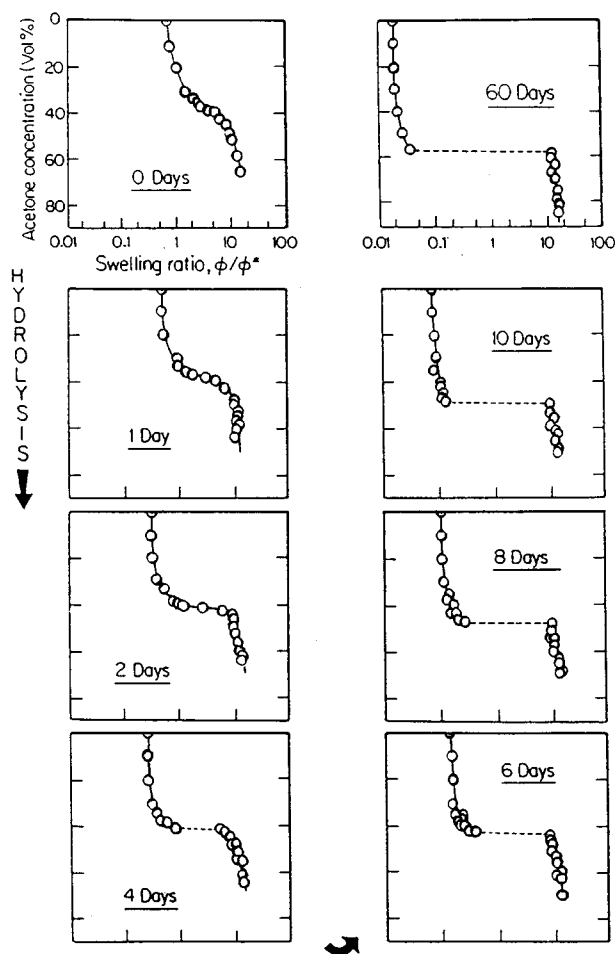 Acetone concentration (Vol%)
0
20
40
60
80
0 Days
0.01
0.1
1
10
100
Swelling ratio, ϕ/ϕ*
60 Days
0.01
0.1
1
10
100
HYDROLYSIS
1 Day
10 Days
2 Days
8 Days
4 Days
6 Days